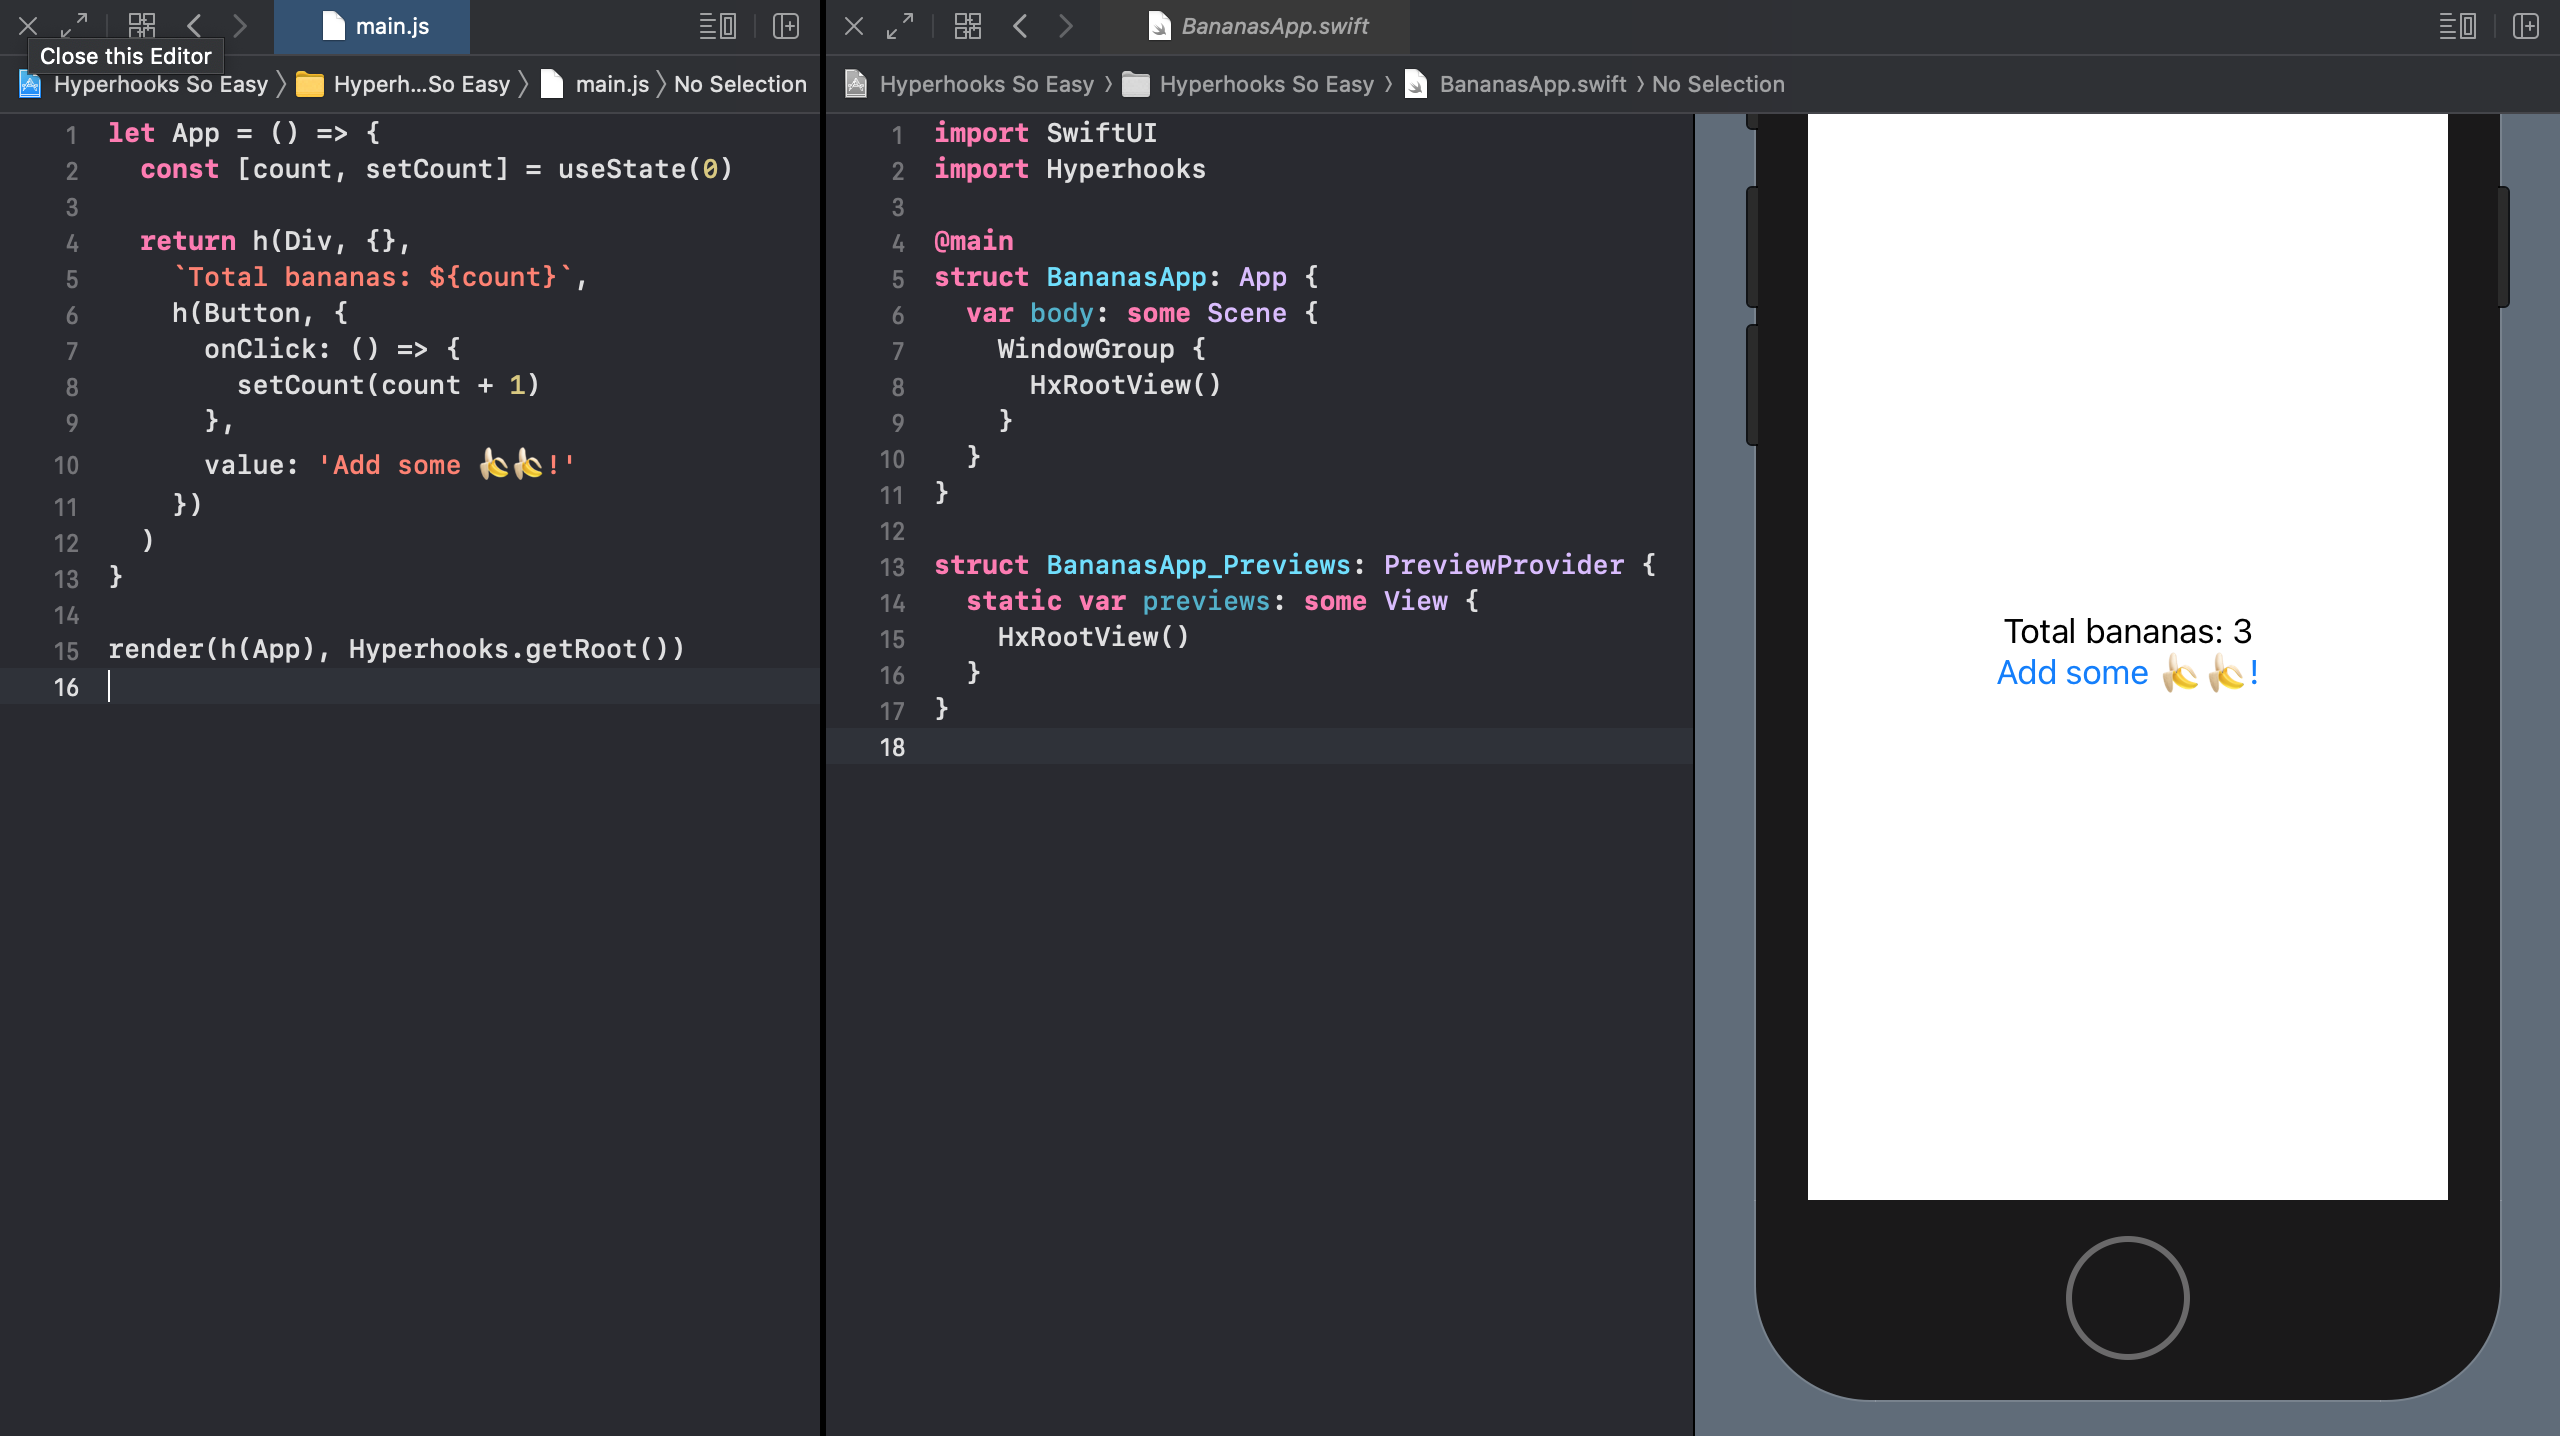 main.js
Close this Editor
Hyperhooks So Easy 〉 Hyperh...So Easy 〉 main.js 〉 No Selection
1 let App = () => {
2   const [count, setCount] = useState(0)
3
4   return h(Div, {},
5     `Total bananas: ${count}`,
6     h(Button, {
7       onClick: () => {
8         setCount(count + 1)
9       },
10       value: 'Add some 🍌🍌!'
11     })
12   )
13 }
14
15 render(h(App), Hyperhooks.getRoot())
16
BananasApp.swift
Hyperhooks So Easy 〉 Hyperhooks So Easy 〉 BananasApp.swift 〉 No Selection
1 import SwiftUI
2 import Hyperhooks
3
4 @main
5 struct BananasApp: App {
6   var body: some Scene {
7     WindowGroup {
8       HxRootView()
9     }
10   }
11 }
12
13 struct BananasApp_Previews: PreviewProvider {
14   static var previews: some View {
15     HxRootView()
16   }
17 }
18
Total bananas: 3
Add some 🍌🍌!